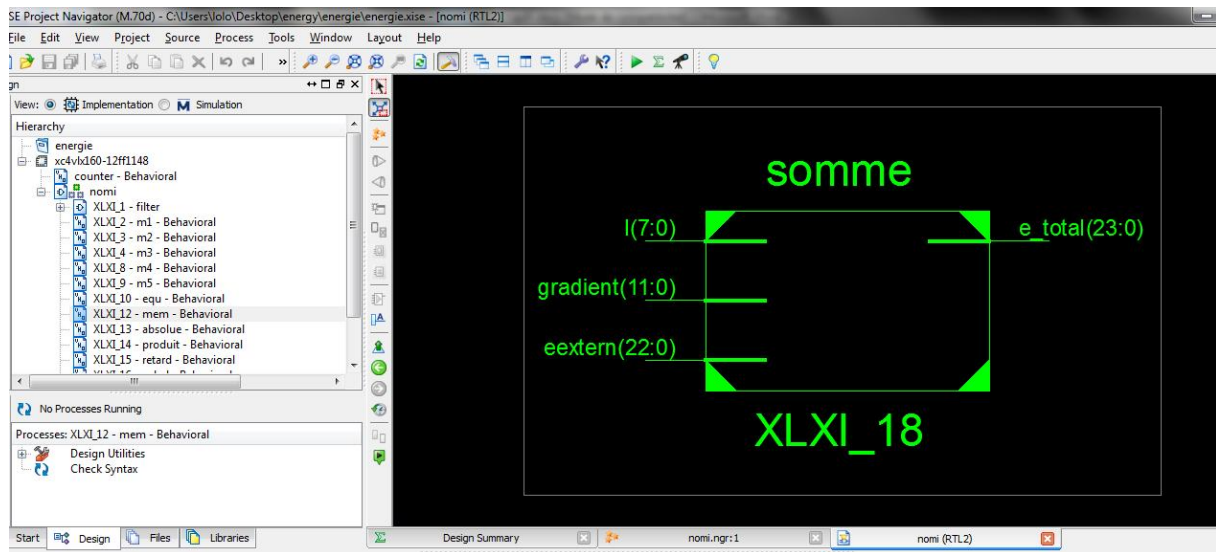 SE Project Navigator (M.70d) - C:\Users\lolo\Desktop\energy\energie\energie.xise - [nomi (RTL2)]
File Edit View Project Source Process Tools Window Layout Help
gn
View: Implementation Simulation
Hierarchy
energie
xc4vlx160-12ff1148
counter - Behavioral
nomi
XLXI_1 - filter
XLXI_2 - m1 - Behavioral
XLXI_3 - m2 - Behavioral
XLXI_4 - m3 - Behavioral
XLXI_8 - m4 - Behavioral
XLXI_9 - m5 - Behavioral
XLXI_10 - equ - Behavioral
XLXI_12 - mem - Behavioral
XLXI_13 - absolue - Behavioral
XLXI_14 - produit - Behavioral
XLXI_15 - retard - Behavioral
No Processes Running
Processes: XLXI_12 - mem - Behavioral
Design Utilities
Check Syntax
Start Design Files Libraries
somme
I(7:0) e_total(23:0)
gradient(11:0)
eextern(22:0)
XLXI_18
Design Summary nomi.ngr:1 nomi (RTL2)